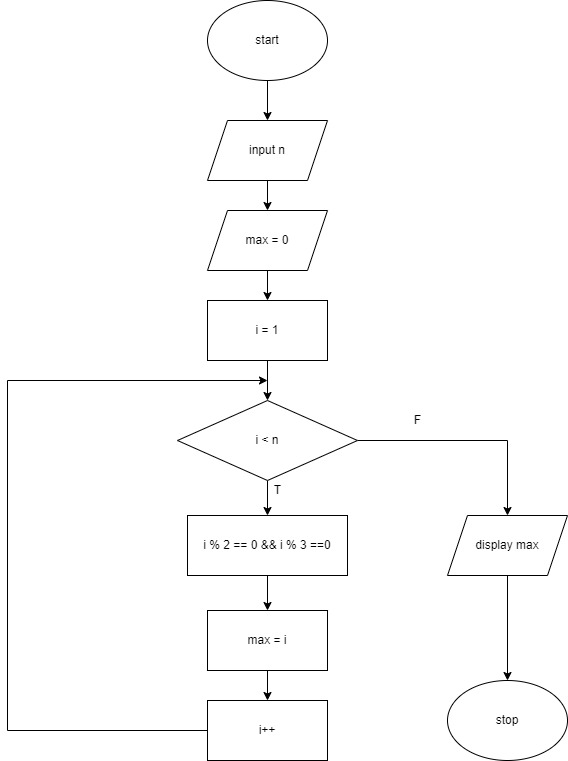 start
input n
max = 0
i = 1
i < n
F
T
i % 2 == 0 && i % 3 ==0
display max
max = i
i++
stop